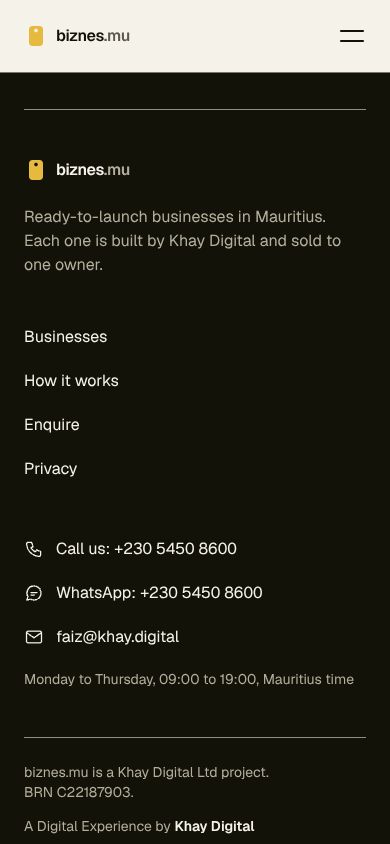 biznes.mu
biznes.mu
Ready-to-launch businesses in Mauritius.
Each one is built by Khay Digital and sold to
one owner.
Businesses
How it works
Enquire
Privacy
Call us: +230 5450 8600
WhatsApp: +230 5450 8600
faiz@khay.digital
Monday to Thursday, 09:00 to 19:00, Mauritius time
biznes.mu is a Khay Digital Ltd project.
BRN C22187903.
A Digital Experience by Khay Digital